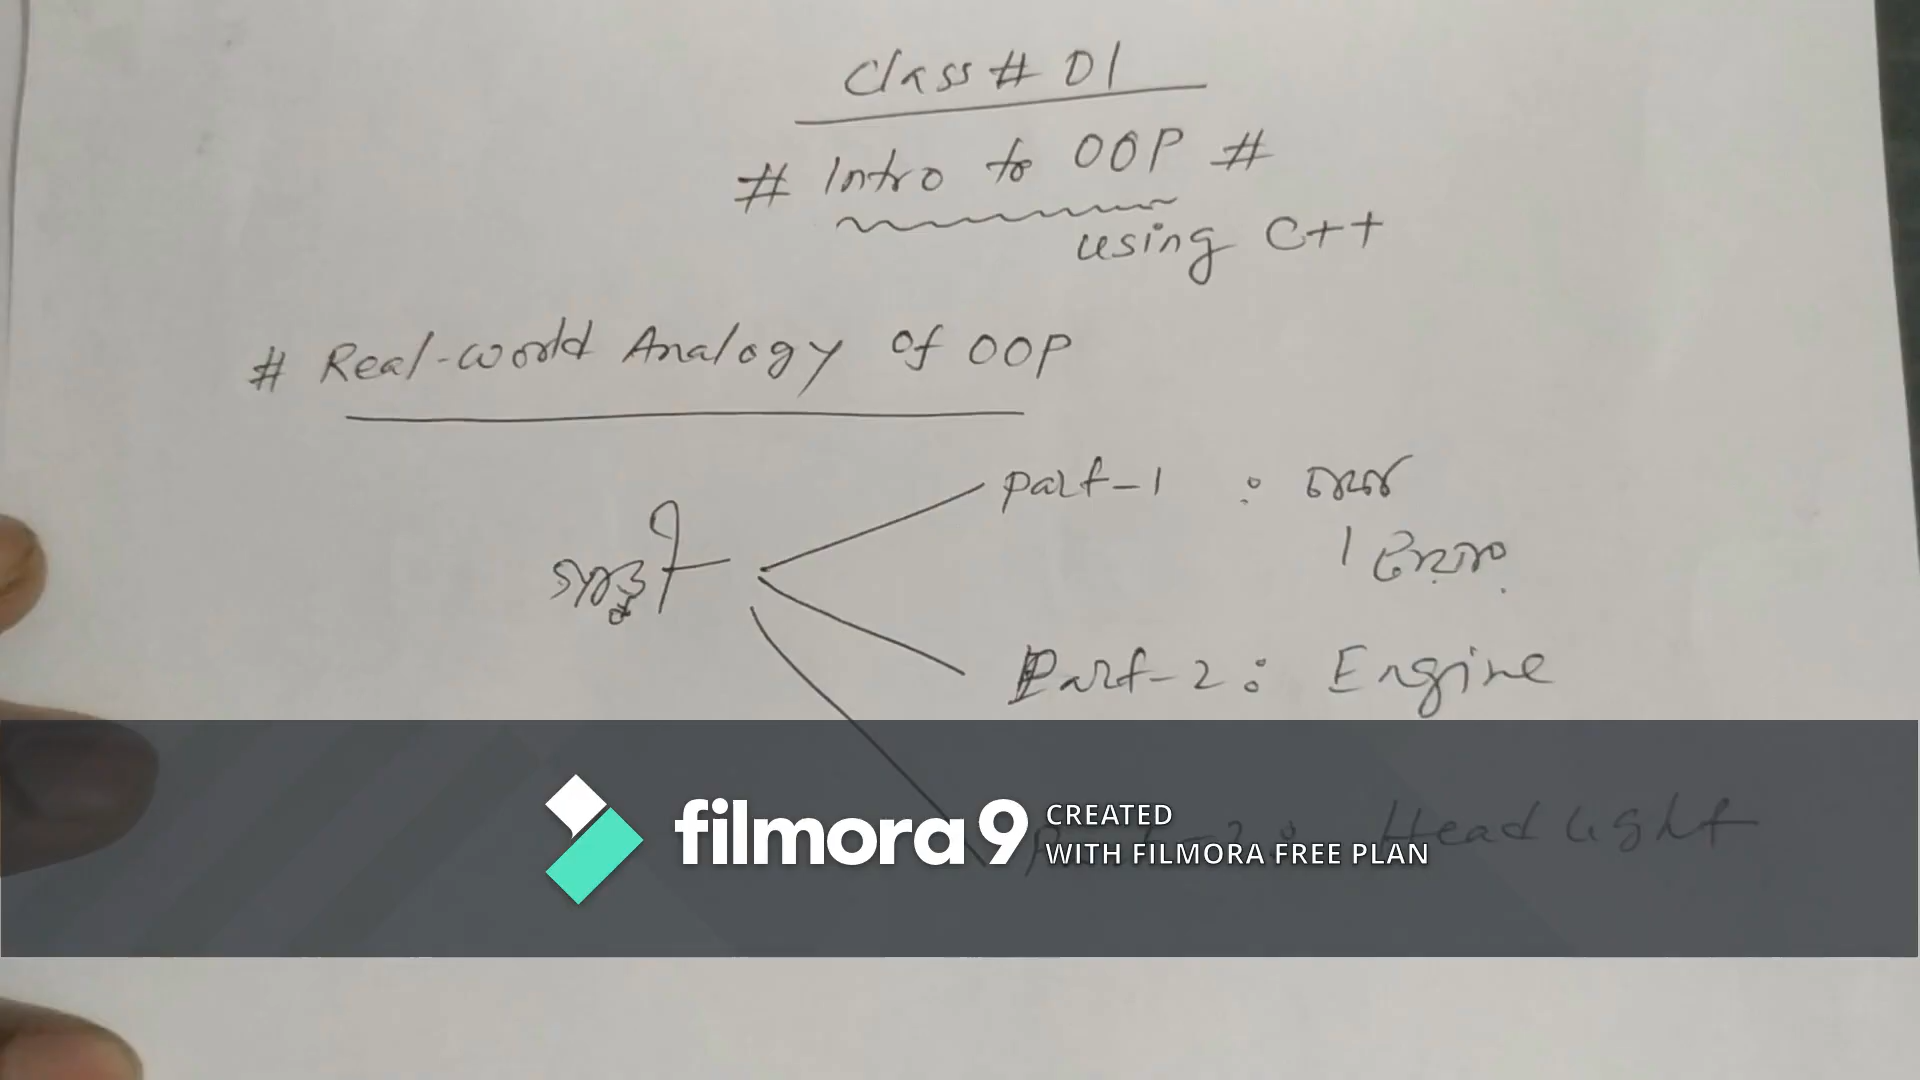 Class # 01
# Intro to OOP #
using C++
# Real-world Analogy of OOP
Part-1 :
Part-2 : Engine
Head Light
filmora9 CREATED
WITH FILMORA FREE PLAN